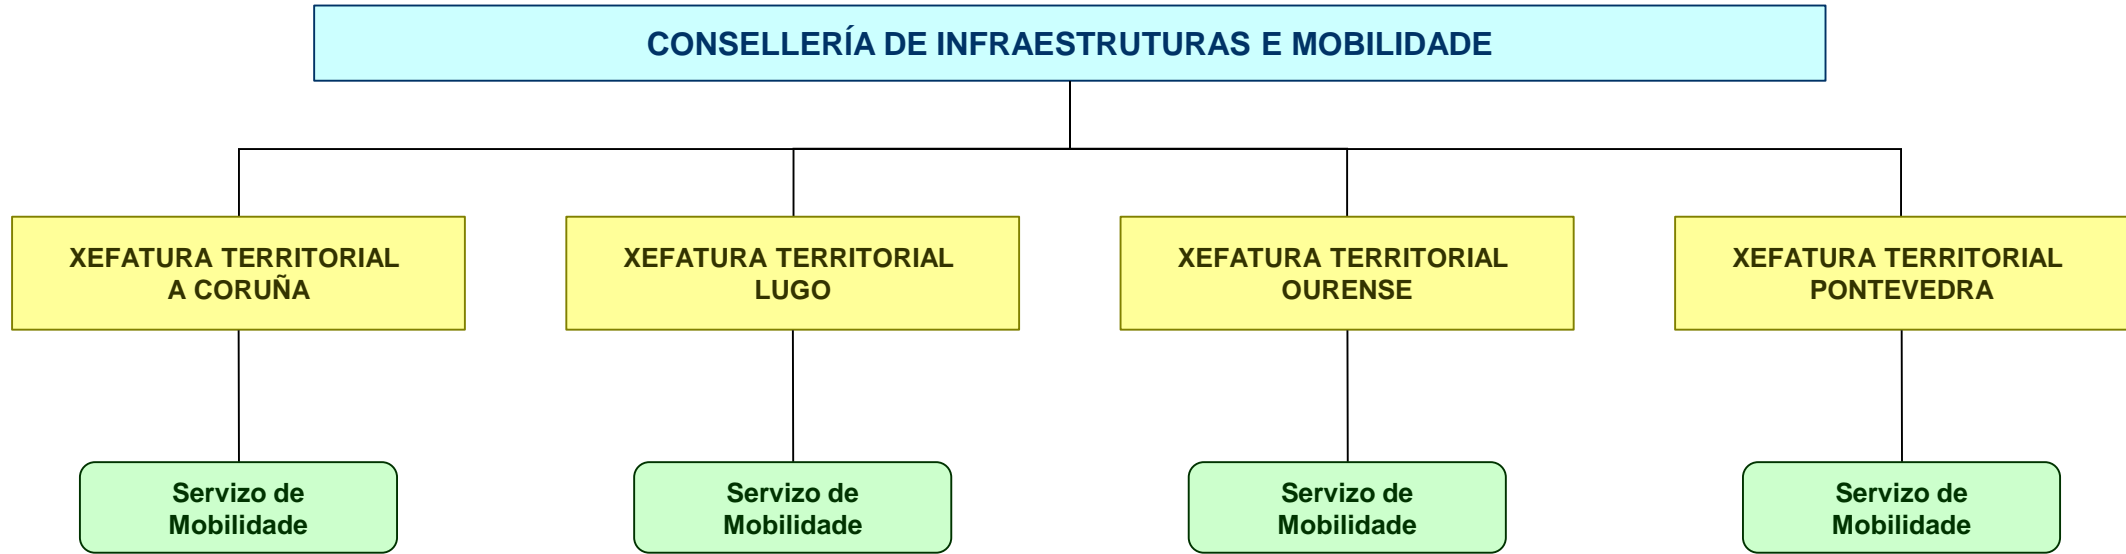 CONSELLERÍA DE INFRAESTRUTURAS E MOBILIDADE
XEFATURA TERRITORIAL
A CORUÑA
XEFATURA TERRITORIAL
LUGO
XEFATURA TERRITORIAL
OURENSE
XEFATURA TERRITORIAL
PONTEVEDRA
Servizo de
Mobilidade
Servizo de
Mobilidade
Servizo de
Mobilidade
Servizo de
Mobilidade